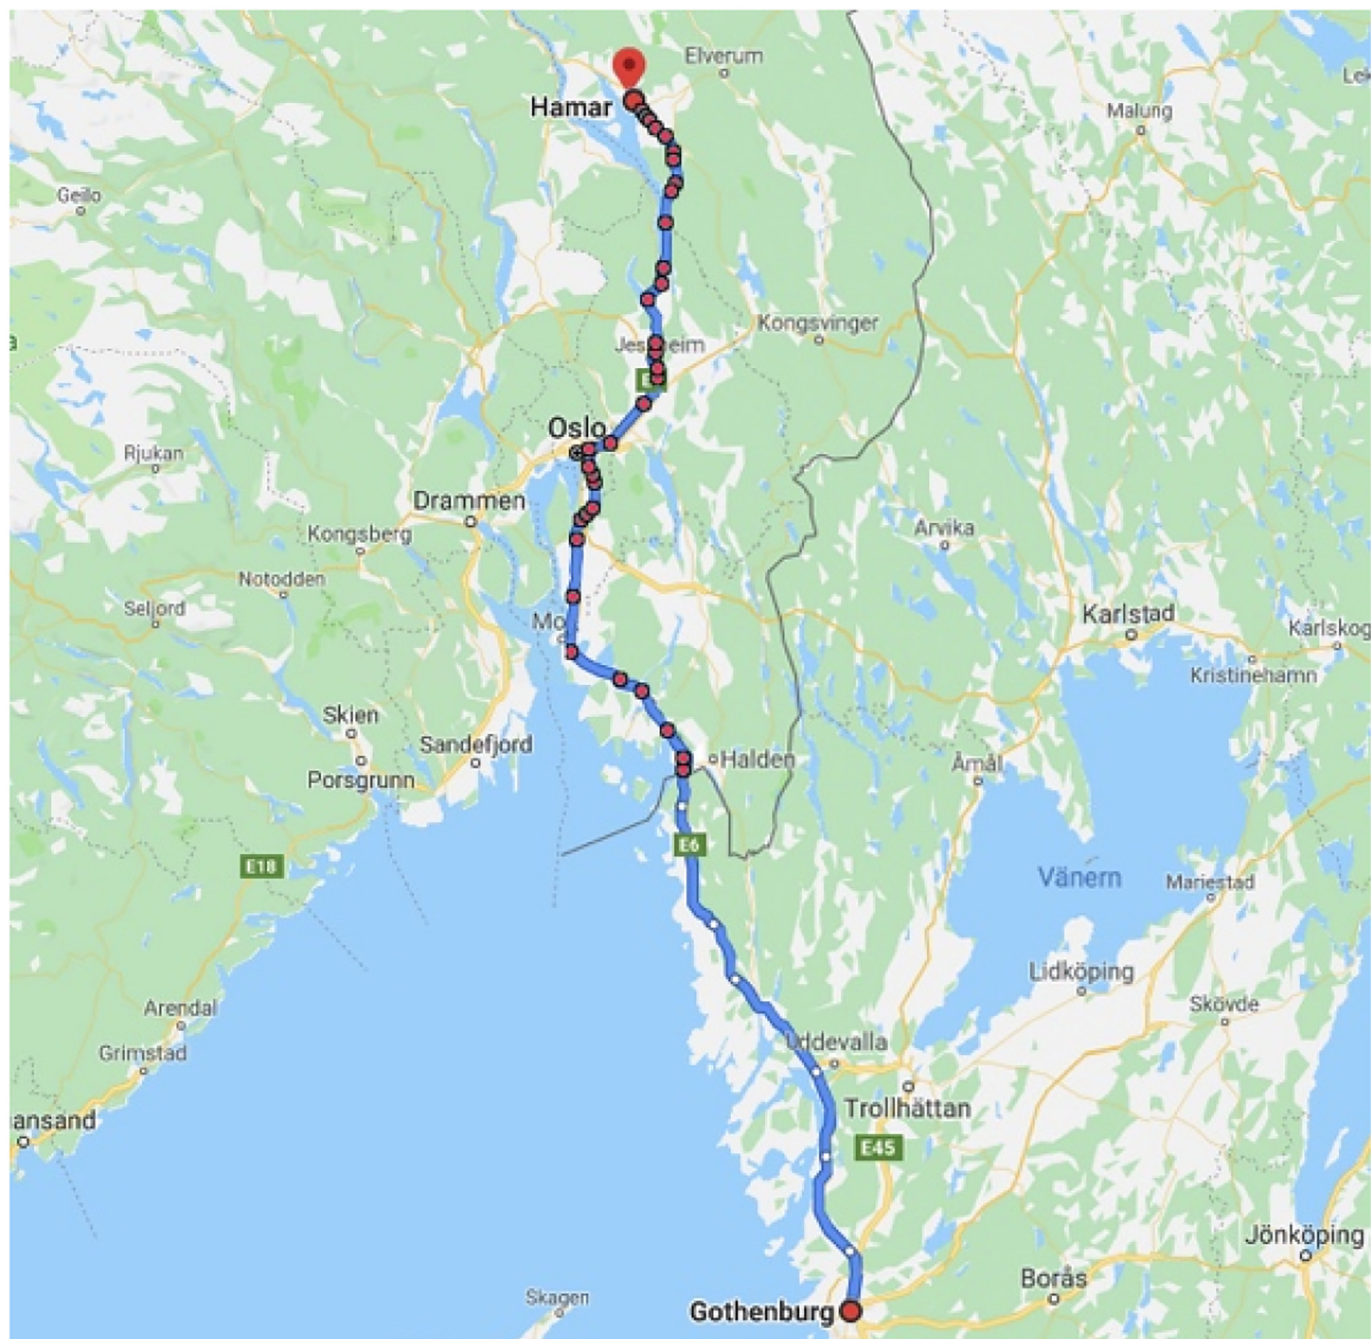 Elverum
Hamar
Malung
Geilo
Kongsvinger
Oslo
Rjukan
Drammen
Kongsberg
Arvika
Notodden
Seljord
Karlstad
Karlskog
Kristinehamn
Skien
Sandefjord
Halden
Åmål
Porsgrunn
E6
E18
Vänern
Mariestad
Lidköping
Skövde
Arendal
Uddevalla
Grimstad
Trollhättan
ansand
E45
Jönköping
Borås
Skagen
Gothenburg